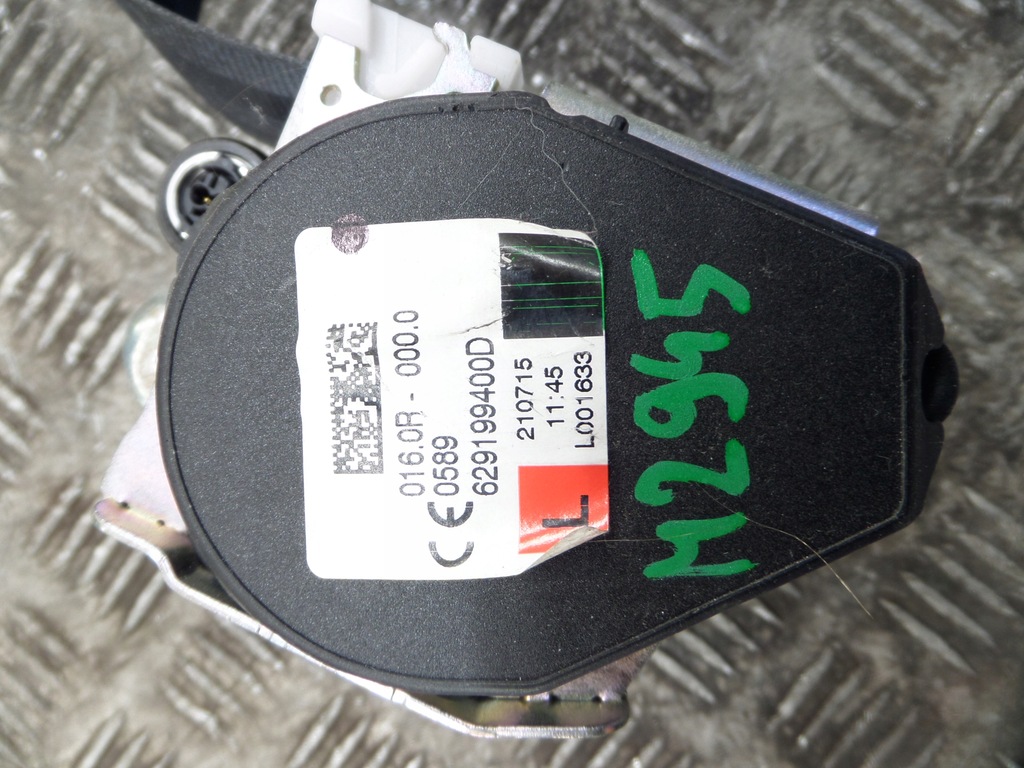 016.0R - 000.0
CE 0589
629199400D
210715
11:45
L001633
L
M2945